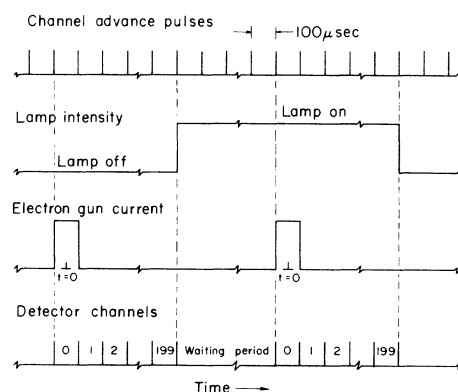 Channel advance pulses
100μsec
Lamp intensity
Lamp on
Lamp off
Electron gun current
t=0 t=0
Detector channels
0 1 2 199 Waiting period 0 1 2 199
Time